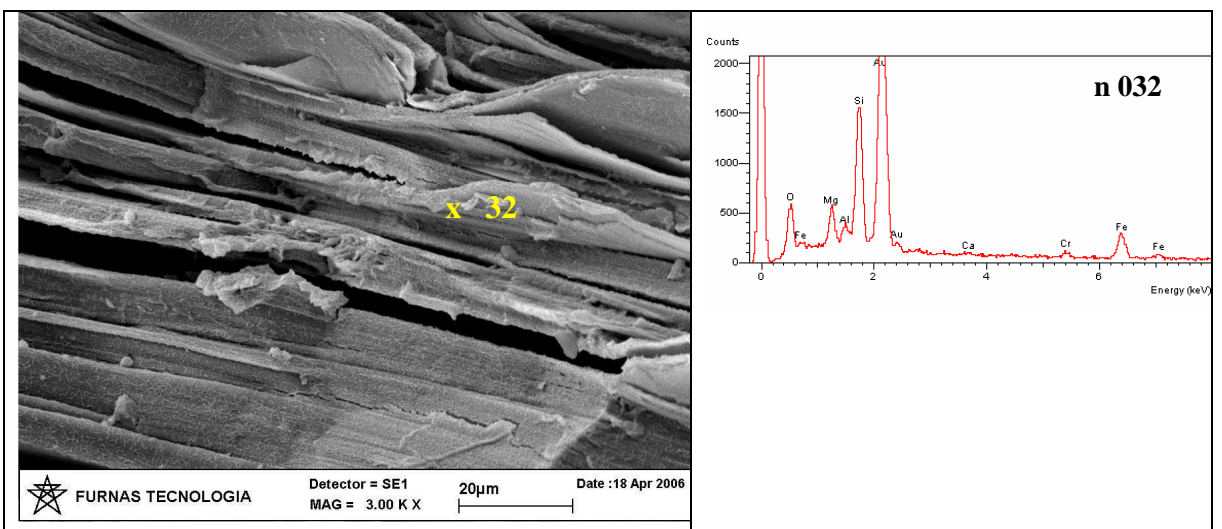 x 32
FURNAS TECNOLOGIA
Detector = SE1
MAG = 3.00 K X
20µm
Date :18 Apr 2006
Counts
n 032
2000
1500
1000
500
0
O
Fe
Mg
Al
Si
Au
Ca
Cr
Fe
Fe
0
2
4
6
Energy (keV)